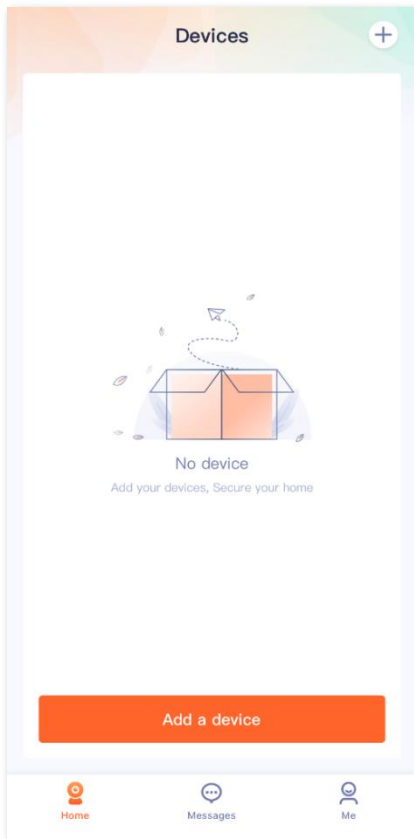 Devices
No device
Add your devices, Secure your home
Add a device
Home
Messages
Me